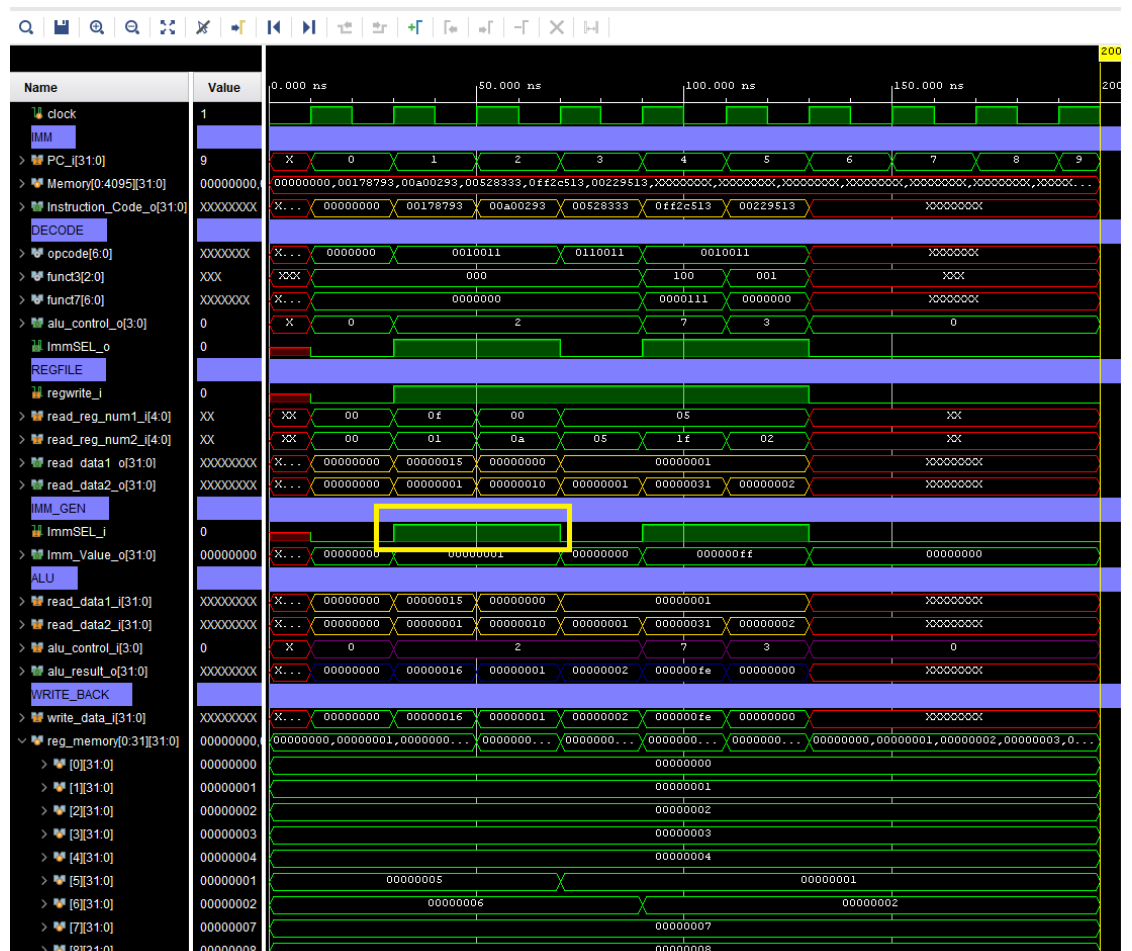 200
Name Value 0.000 ns 50.000 ns 100.000 ns 150.000 ns 200
clock 1
IMM
PC_i[31:0] 9 X 0 1 2 3 4 5 6 7 8 9
Memory[0:4095][31:0] 00000000, 00000000,00178793,00a00293,00528333,0ff2c513,00229513,XXXXXXXX,XXXXXXXX,XXXXXXXX,XXXXXXXX,XXXXXXXX,XXXXXXXX,XXXXX...
Instruction_Code_o[31:0] XXXXXXXX X... 00000000 00178793 00a00293 00528333 0ff2c513 00229513 XXXXXXXX
DECODE
opcode[6:0] XXXXXXX X... 0000000 0010011 0110011 0010011 XXXXXXX
funct3[2:0] XXX XXX 000 100 001 XXX
funct7[6:0] XXXXXXX X... 0000000 0000111 0000000 XXXXXXX
alu_control_o[3:0] 0 X 0 2 7 3 0
ImmSEL_o 0
REGFILE
regwrite_i 0
read_reg_num1_i[4:0] XX XX 00 0f 00 05 XX
read_reg_num2_i[4:0] XX XX 00 01 0a 05 1f 02 XX
read_data1_o[31:0] XXXXXXXX X... 00000000 00000015 00000000 00000001 XXXXXXXX
read_data2_o[31:0] XXXXXXXX X... 00000000 00000001 00000010 00000001 00000031 00000002 XXXXXXXX
IMM_GEN
ImmSEL_i 0
Imm_Value_o[31:0] 00000000 X... 00000000 00000001 00000000 000000ff 00000000
ALU
read_data1_i[31:0] XXXXXXXX X... 00000000 00000015 00000000 00000001 XXXXXXXX
read_data2_i[31:0] XXXXXXXX X... 00000000 00000001 00000010 00000001 00000031 00000002 XXXXXXXX
alu_control_i[3:0] 0 X 0 2 7 3 0
alu_result_o[31:0] XXXXXXXX X... 00000000 00000016 00000001 00000002 000000fe 00000000 XXXXXXXX
WRITE_BACK
write_data_i[31:0] XXXXXXXX X... 00000000 00000016 00000001 00000002 000000fe 00000000 XXXXXXXX
reg_memory[0:31][31:0] 00000000, 00000000,00000001,0000000... 0000000... 0000000... 0000000... 0000000... 00000000,00000001,00000002,00000003,0...
[0][31:0] 00000000 00000000
[1][31:0] 00000001 00000001
[2][31:0] 00000002 00000002
[3][31:0] 00000003 00000003
[4][31:0] 00000004 00000004
[5][31:0] 00000001 00000005 00000001
[6][31:0] 00000002 00000006 00000002
[7][31:0] 00000007 00000007
[8][31:0] 00000008 00000008